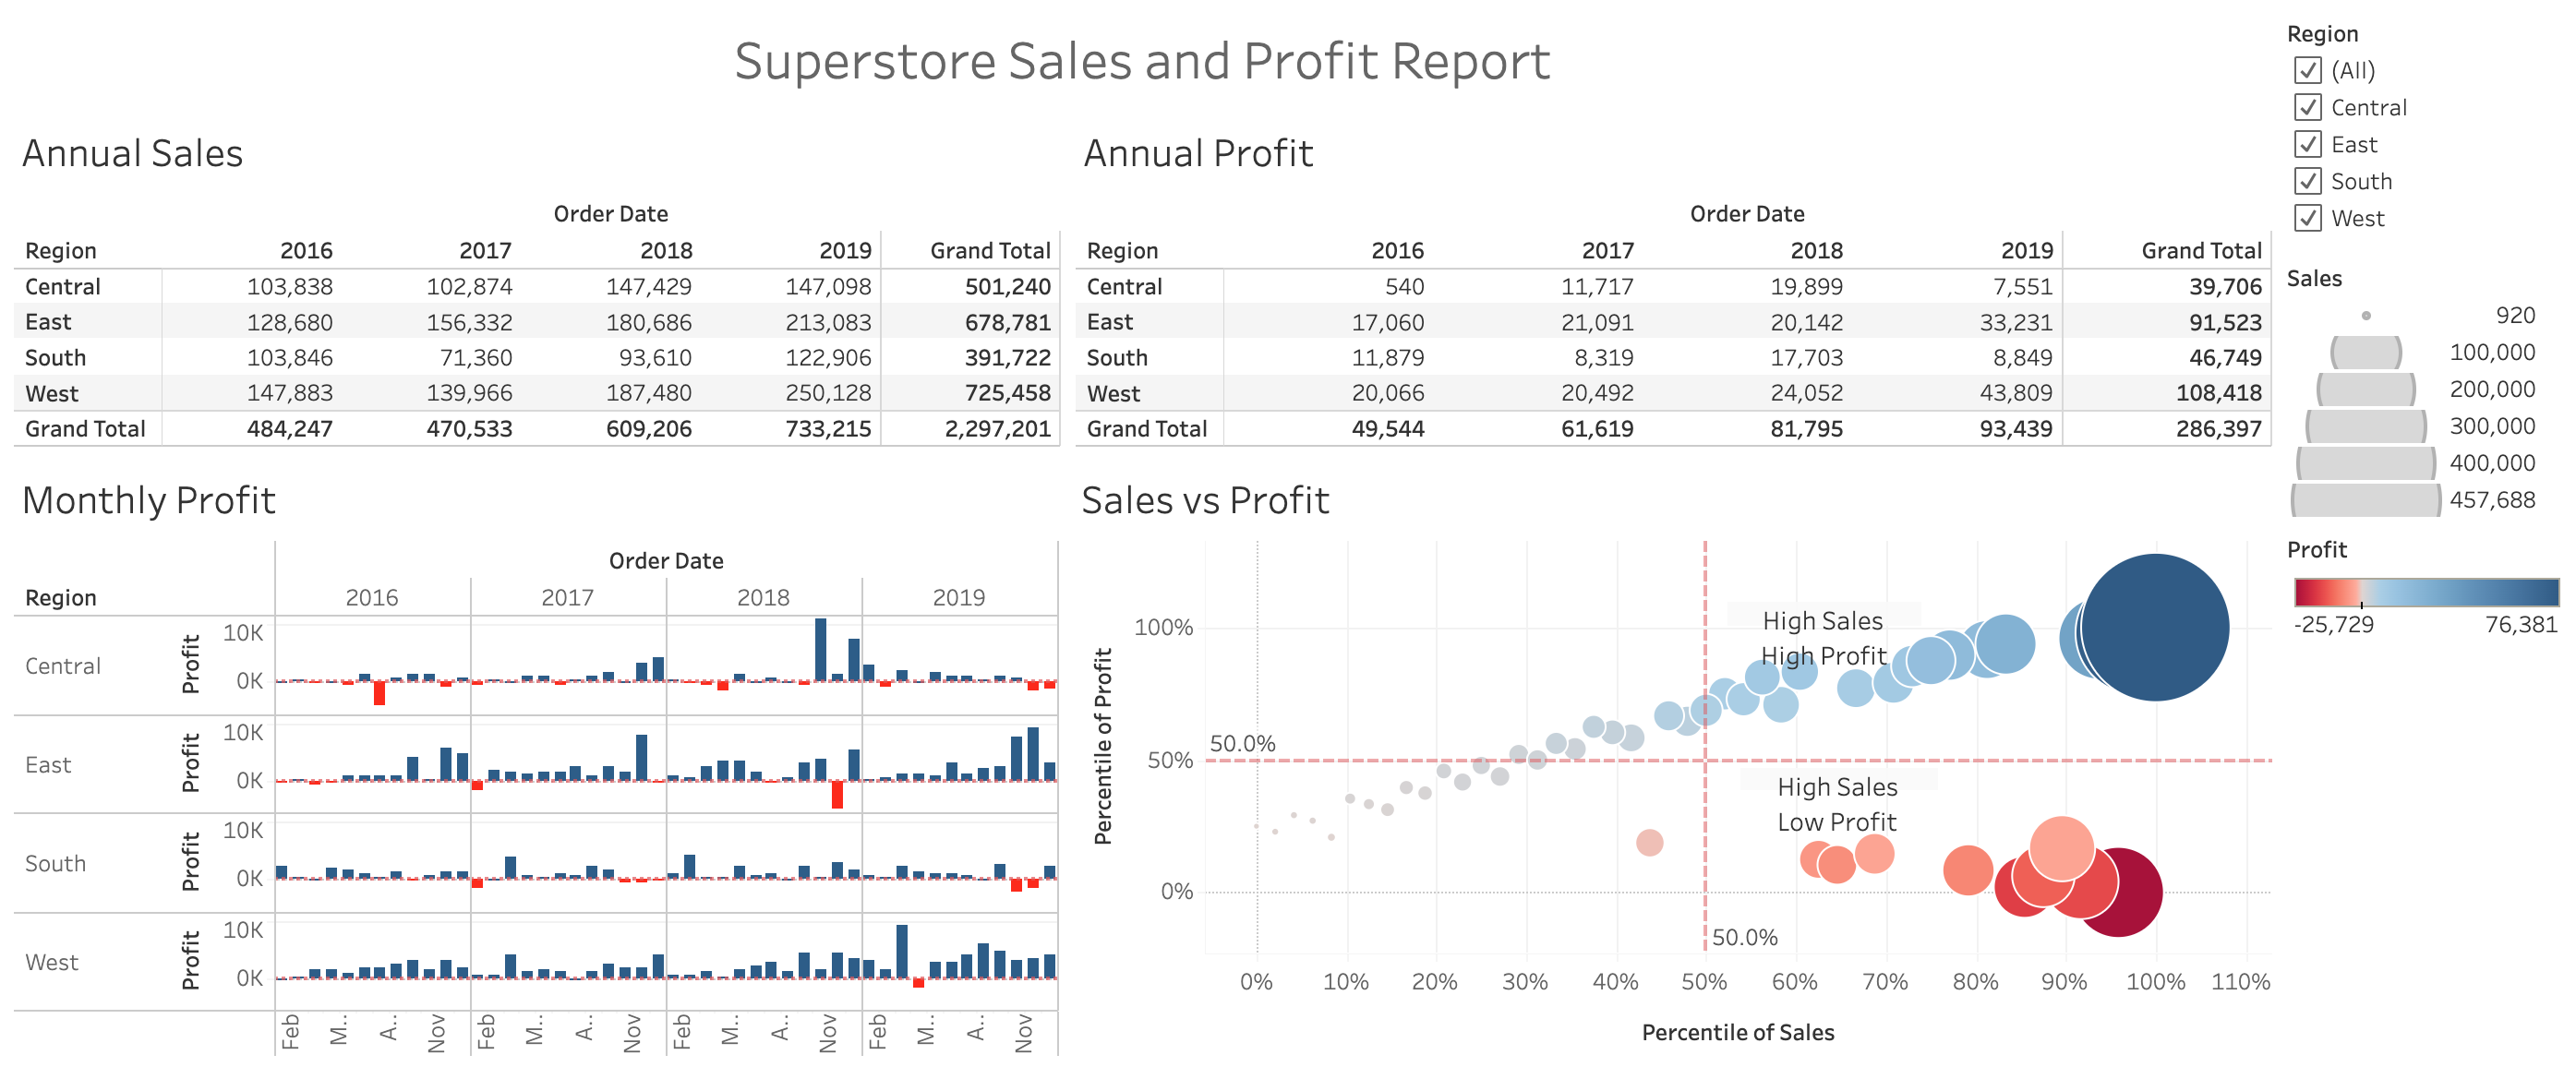 Superstore Sales and Profit Report
Annual Sales
Order Date
Region 2016 2017 2018 2019 Grand Total
Central 103,838 102,874 147,429 147,098 501,240
East 128,680 156,332 180,686 213,083 678,781
South 103,846 71,360 93,610 122,906 391,722
West 147,883 139,966 187,480 250,128 725,458
Grand Total 484,247 470,533 609,206 733,215 2,297,201
Annual Profit
Order Date
Region 2016 2017 2018 2019 Grand Total
Central 540 11,717 19,899 7,551 39,706
East 17,060 21,091 20,142 33,231 91,523
South 11,879 8,319 17,703 8,849 46,749
West 20,066 20,492 24,052 43,809 108,418
Grand Total 49,544 61,619 81,795 93,439 286,397
Monthly Profit
Order Date
Region 2016 2017 2018 2019
Central Profit 10K 0K
East Profit 10K 0K
South Profit 10K 0K
West Profit 10K 0K
Feb M.. A.. Nov Feb M.. A.. Nov Feb M.. A.. Nov Feb M.. A.. Nov
Sales vs Profit
Percentile of Profit
100%
50%
0%
50.0%
High Sales
High Profit
High Sales
Low Profit
50.0%
0% 10% 20% 30% 40% 50% 60% 70% 80% 90% 100% 110%
Percentile of Sales
Region
(All)
Central
East
South
West
Sales
920
100,000
200,000
300,000
400,000
457,688
Profit
-25,729 76,381